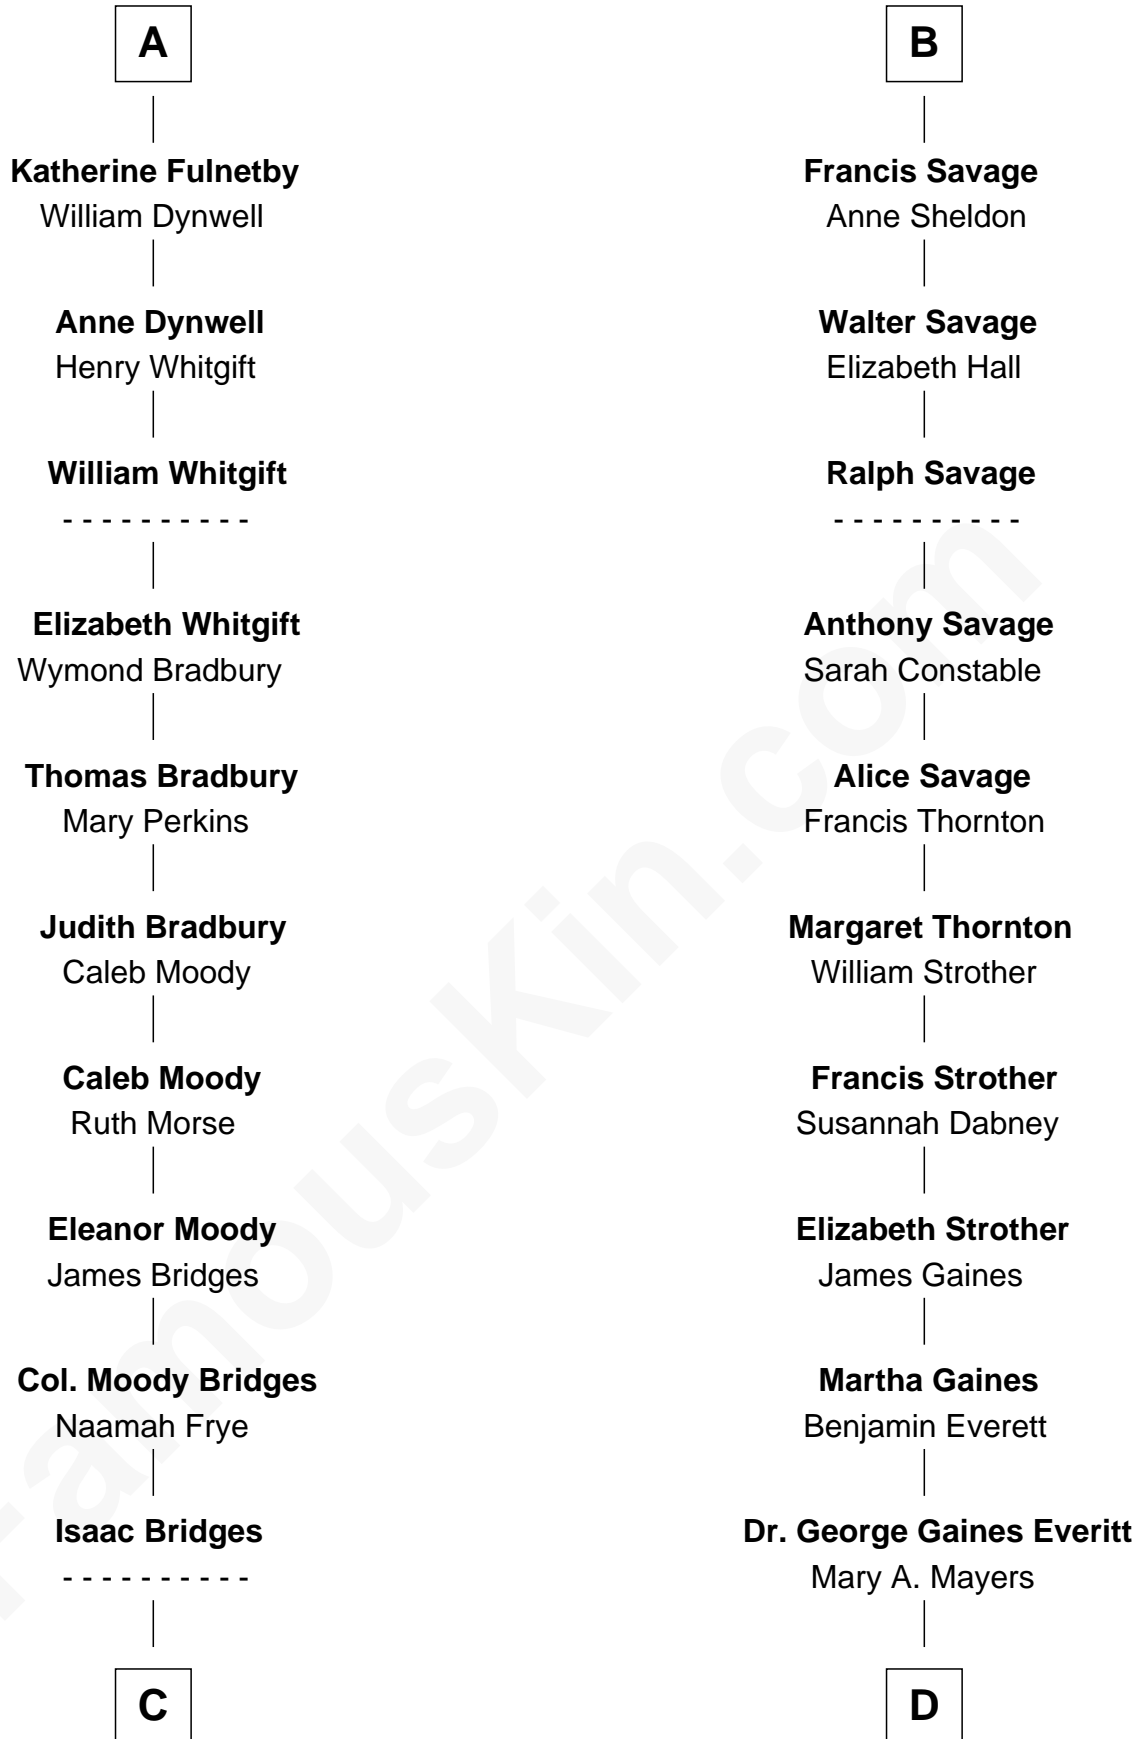 A
Katherine Fulnetby
William Dynwell
Anne Dynwell
Henry Whitgift
William Whitgift
- - - - - - - - - -
Elizabeth Whitgift
Wymond Bradbury
Thomas Bradbury
Mary Perkins
Judith Bradbury
Caleb Moody
Caleb Moody
Ruth Morse
Eleanor Moody
James Bridges
Col. Moody Bridges
Naamah Frye
Isaac Bridges
- - - - - - - - - -
C
B
Francis Savage
Anne Sheldon
Walter Savage
Elizabeth Hall
Ralph Savage
- - - - - - - - - -
Anthony Savage
Sarah Constable
Alice Savage
Francis Thornton
Margaret Thornton
William Strother
Francis Strother
Susannah Dabney
Elizabeth Strother
James Gaines
Martha Gaines
Benjamin Everett
Dr. George Gaines Everitt
Mary A. Mayers
D
FamousKin.com